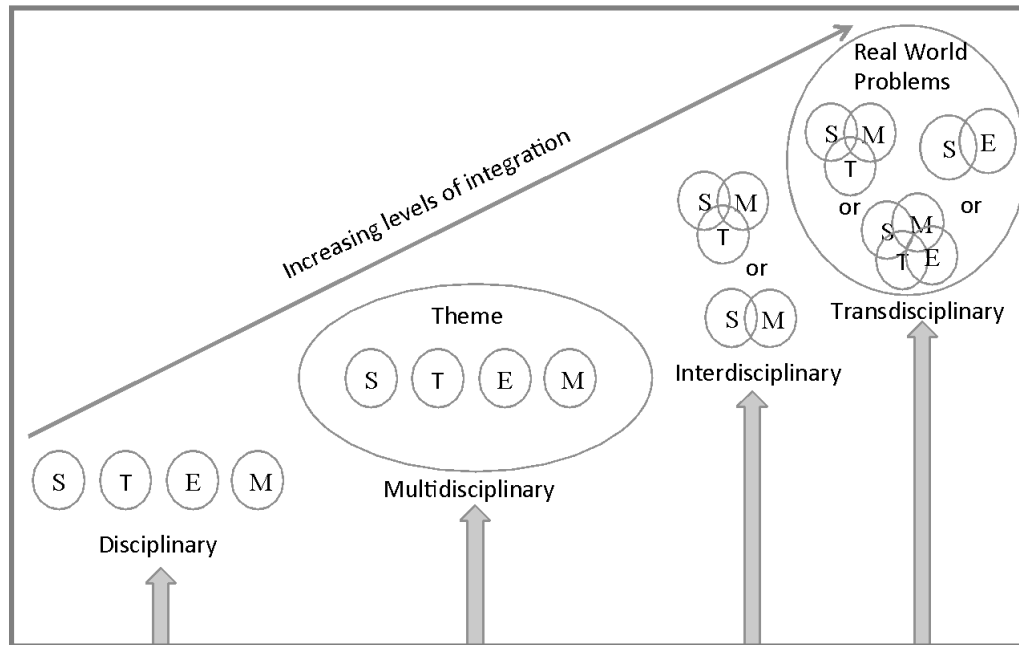 Real World
Problems
S M
T
S E
or
or
S M
T E
Transdisciplinary
Increasing levels of integration
S M
T
or
S M
Interdisciplinary
Theme
S T E M
Multidisciplinary
S T E M
Disciplinary